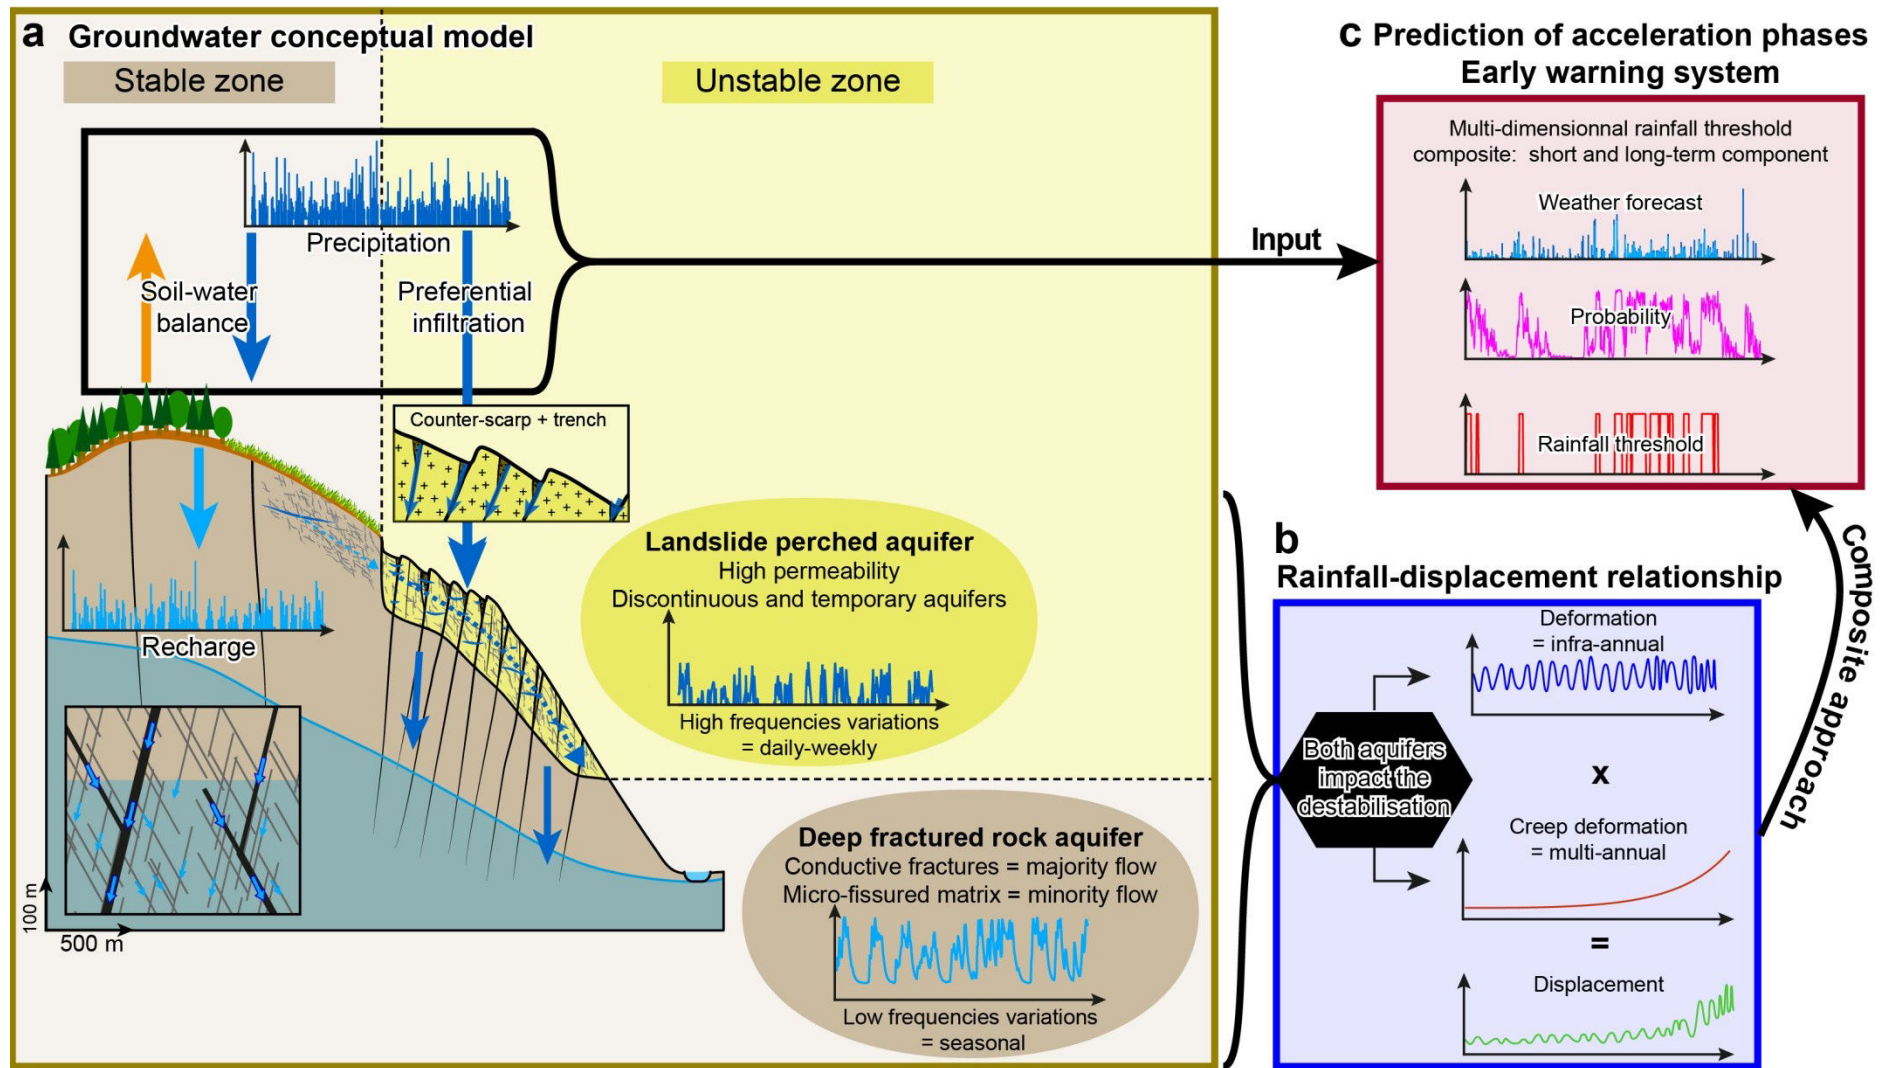 a Groundwater conceptual model
Stable zone
Unstable zone
Precipitation
Soil-water
balance
Preferential
infiltration
Counter-scarp + trench
Recharge
100 m
500 m
Landslide perched aquifer
High permeability
Discontinuous and temporary aquifers
High frequencies variations
= daily-weekly
Deep fractured rock aquifer
Conductive fractures = majority flow
Micro-fissured matrix = minority flow
Low frequencies variations
= seasonal
Input
b
Rainfall-displacement relationship
Both aquifers
impact the
destabilisation
Deformation
= infra-annual
x
Creep deformation
= multi-annual
=
Displacement
Composite approach
c Prediction of acceleration phases
Early warning system
Multi-dimensionnal rainfall threshold
composite: short and long-term component
Weather forecast
Probability
Rainfall threshold